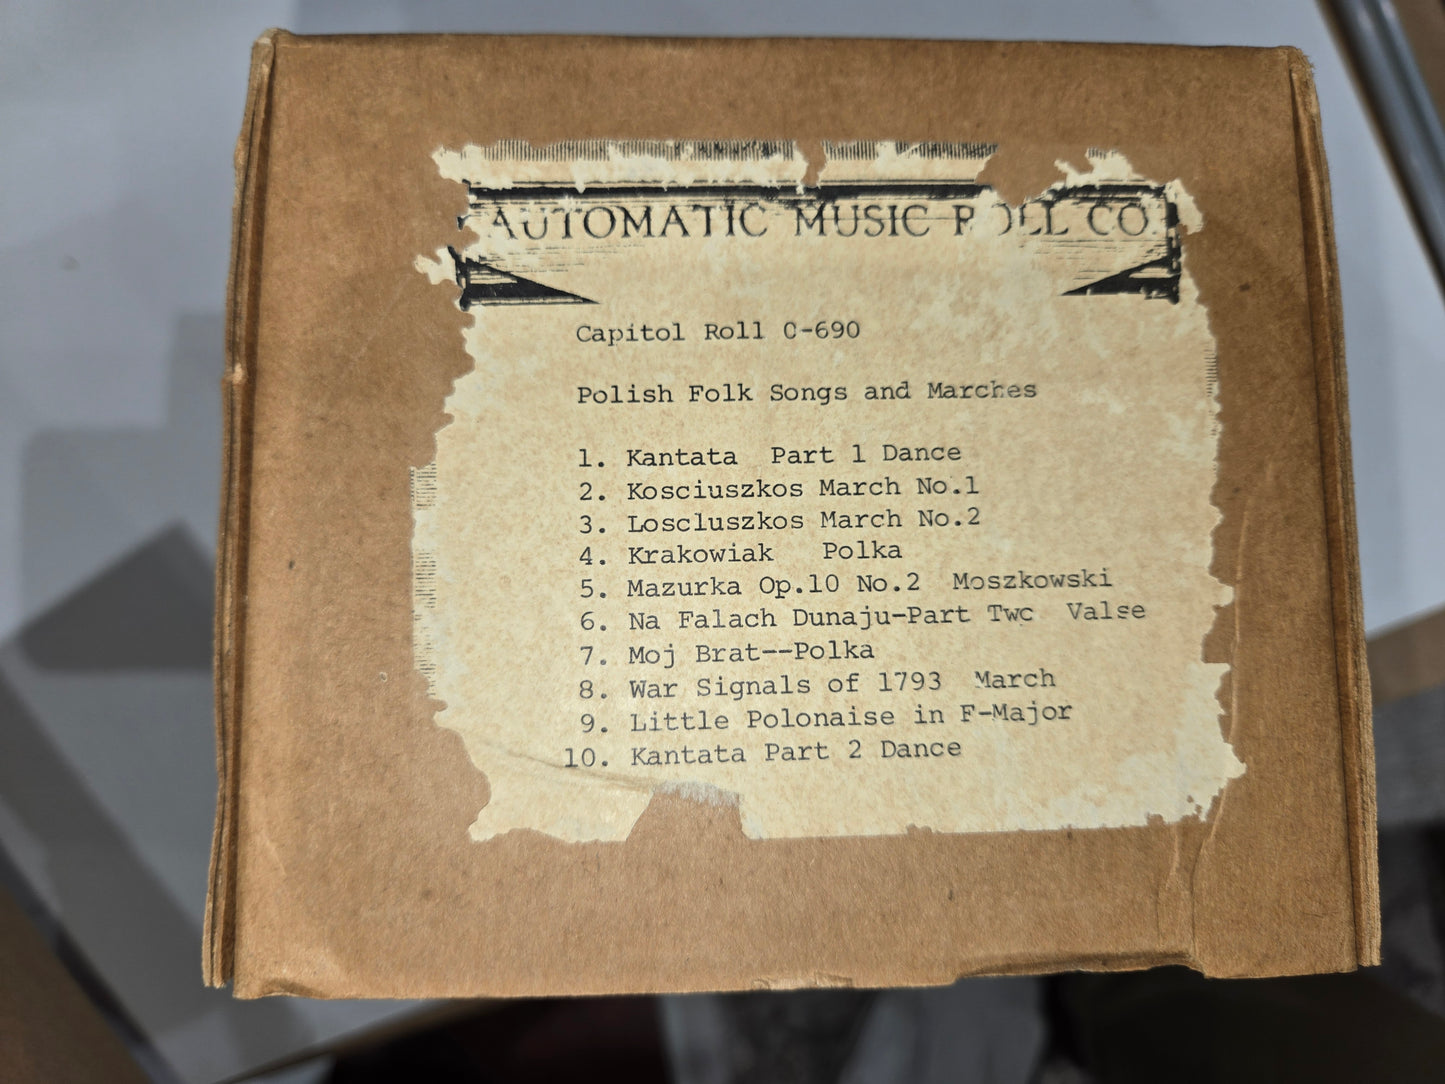 AUTOMATIC MUSIC ROLL CO.
Capitol Roll C-690
Polish Folk Songs and Marches
1. Kantata Part 1 Dance
2. Kosciuszkos March No.1
3. Loscluszkos March No.2
4. Krakowiak Polka
5. Mazurka Op.10 No.2 Moszkowski
6. Na Falach Dunaju-Part Two Valse
7. Moj Brat--Polka
8. War Signals of 1793 March
9. Little Polonaise in F-Major
10. Kantata Part 2 Dance